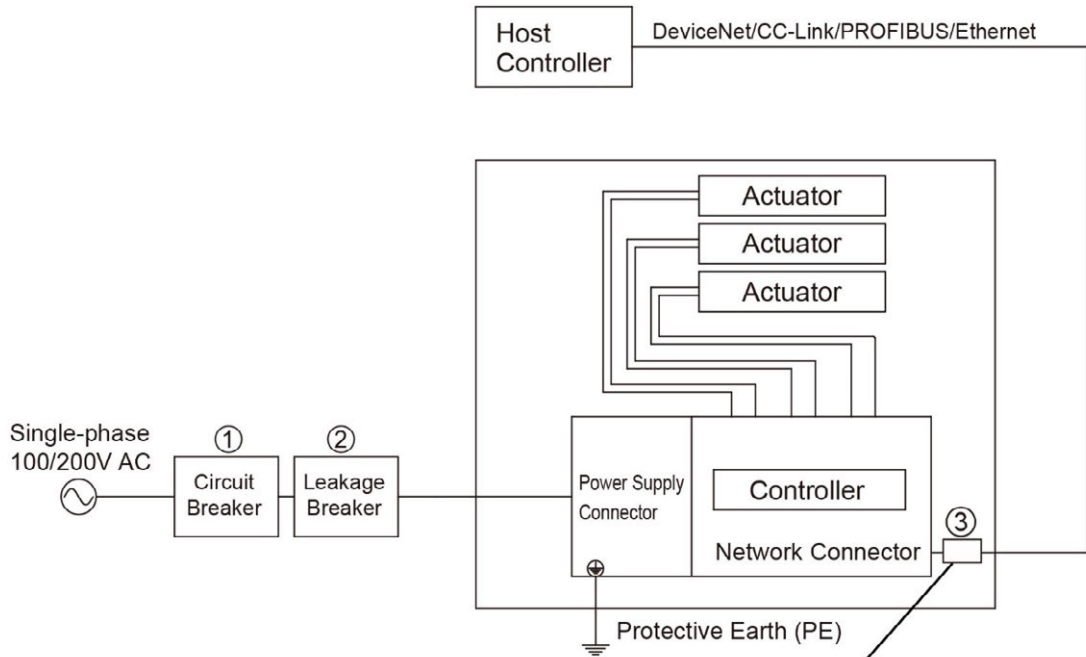 Host
Controller
DeviceNet/CC-Link/PROFIBUS/Ethernet
Actuator
Actuator
Actuator
Single-phase
100/200V AC
①
Circuit
Breaker
②
Leakage
Breaker
Power Supply
Connector
Controller
Network Connector
③
Protective Earth (PE)